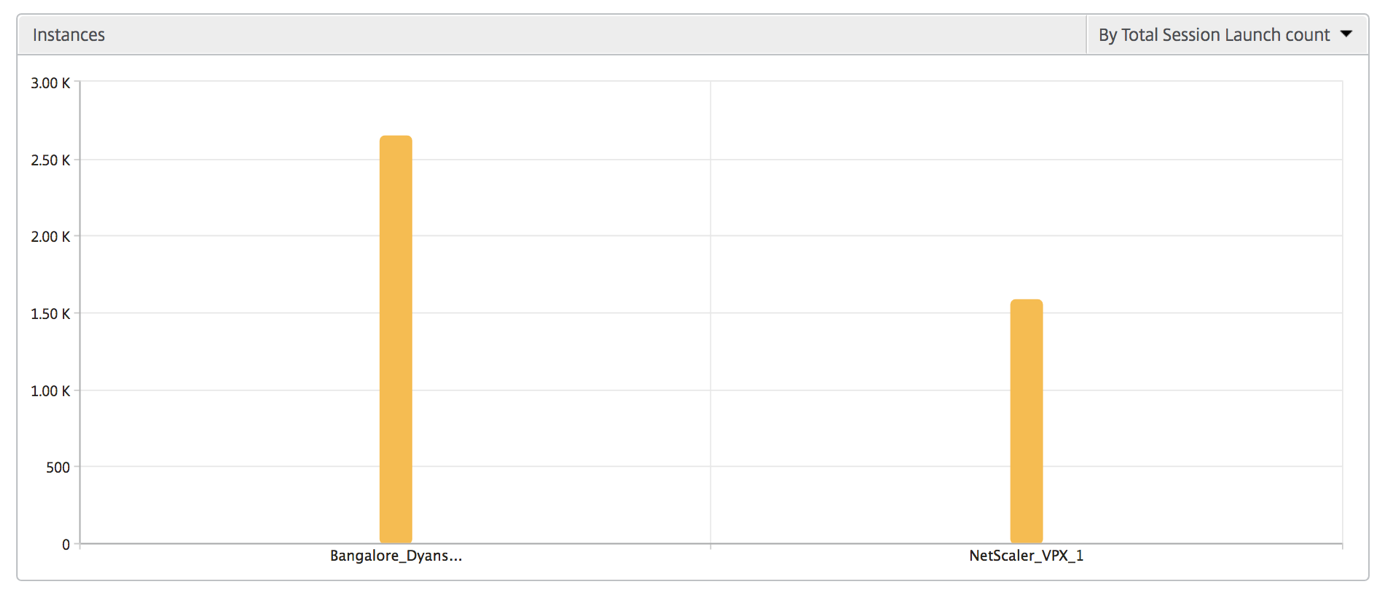 Instances
By Total Session Launch count
3.00 K
2.50 K
2.00 K
1.50 K
1.00 K
500
0
Bangalore_Dyans...
NetScaler_VPX_1